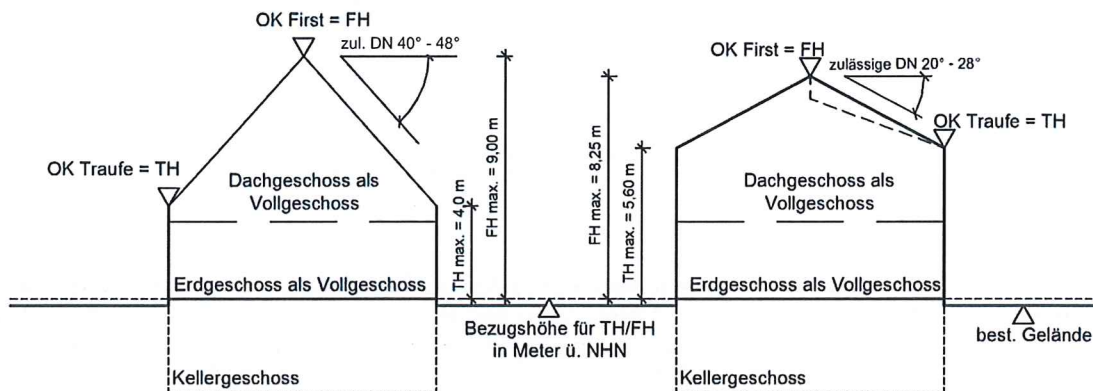 OK First = FH
zul. DN 40° - 48°
OK Traufe = TH
Dachgeschoss als
Vollgeschoss
TH max. = 4,0 m
FH max. = 9,00 m
Erdgeschoss als Vollgeschoss
Kellergeschoss
Bezugshöhe für TH/FH
in Meter ü. NHN
OK First = FH
zulässige DN 20° - 28°
OK Traufe = TH
FH max. = 8,25 m
TH max. = 5,60 m
Dachgeschoss als
Vollgeschoss
Erdgeschoss als Vollgeschoss
best. Gelände
Kellergeschoss